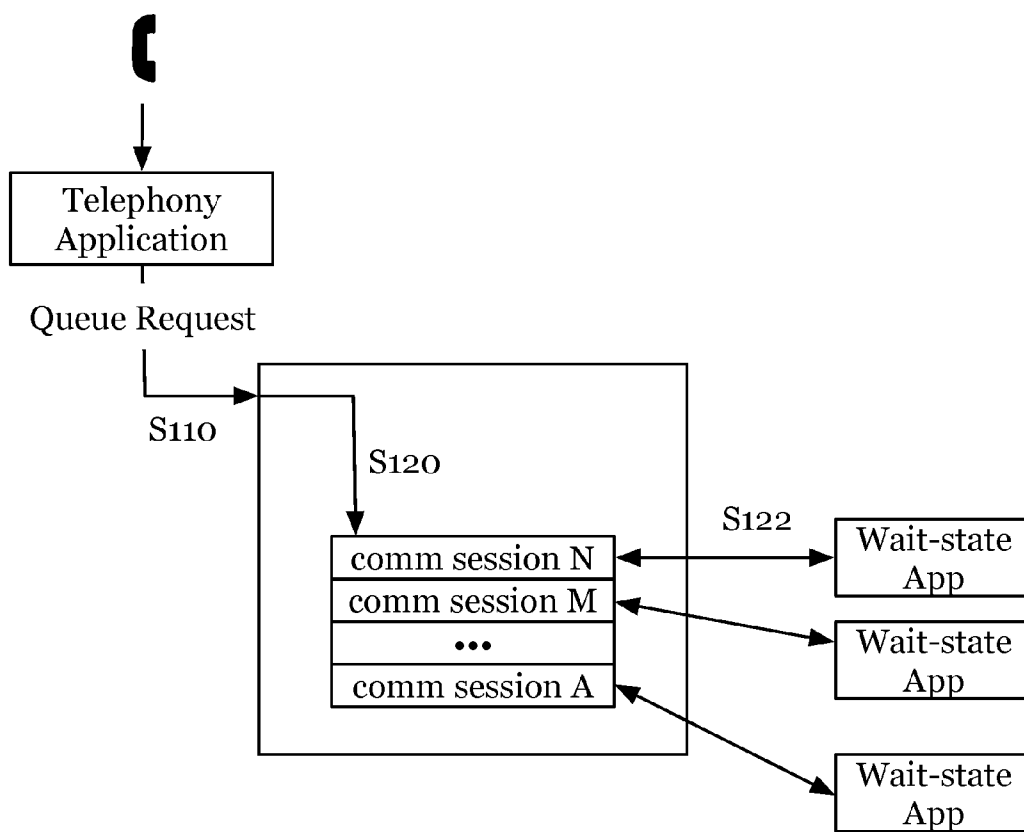 Telephony
Application
Queue Request
S110
S120
S122
comm session N
comm session M
•••
comm session A
Wait-state
App
Wait-state
App
Wait-state
App